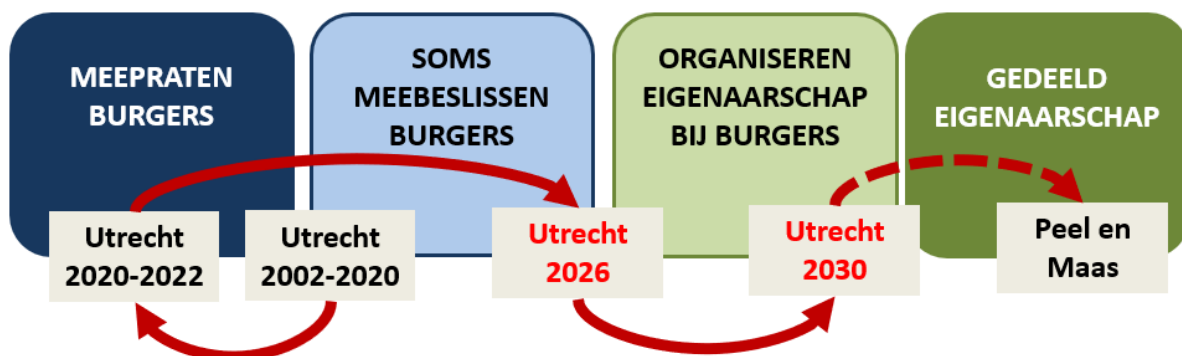 MEEPRATEN
BURGERS
SOMS
MEEBESLISSEN
BURGERS
ORGANISEREN
EIGENAARSCHAP
BIJ BURGERS
GEDEELD
EIGENAARSCHAP
Utrecht
2020-2022
Utrecht
2002-2020
Utrecht
2026
Utrecht
2030
Peel en
Maas